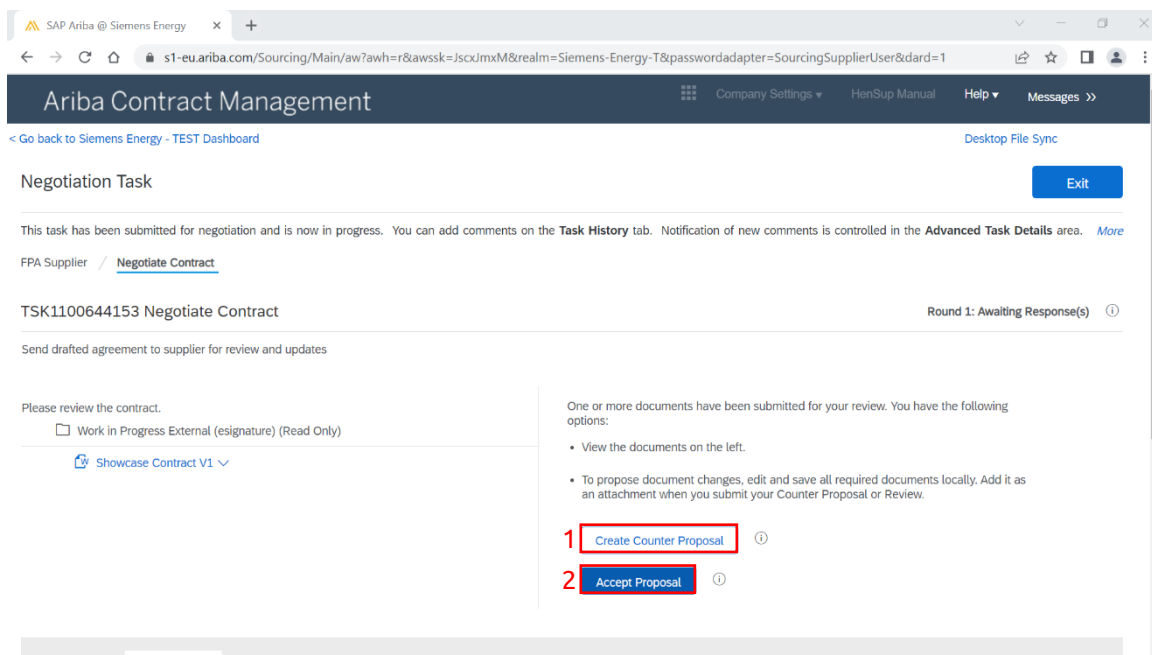 SAP Ariba @ Siemens Energy
s1-eu.ariba.com/Sourcing/Main/aw?awh=r&awssk=JscxJmxM&realm=Siemens-Energy-T&passwordadapter=SourcingSupplierUser&dard=1
Ariba Contract Management
Company Settings
HenSup Manual
Help
Messages >>
< Go back to Siemens Energy - TEST Dashboard
Desktop File Sync
Negotiation Task
Exit
This task has been submitted for negotiation and is now in progress. You can add comments on the Task History tab. Notification of new comments is controlled in the Advanced Task Details area. More
FPA Supplier / Negotiate Contract
TSK1100644153 Negotiate Contract
Round 1: Awaiting Response(s)
Send drafted agreement to supplier for review and updates
Please review the contract.
Work in Progress External (esignature) (Read Only)
Showcase Contract V1
One or more documents have been submitted for your review. You have the following
options:
• View the documents on the left.
• To propose document changes, edit and save all required documents locally. Add it as
an attachment when you submit your Counter Proposal or Review.
1 Create Counter Proposal
2 Accept Proposal